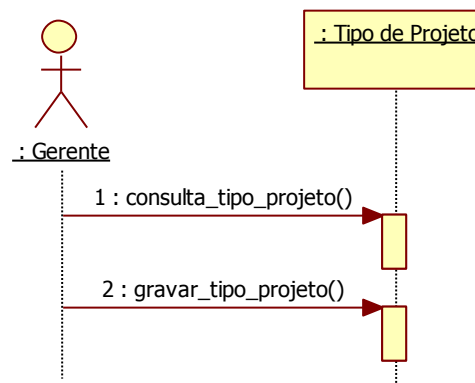 : Tipo de Projeto
: Gerente
1 : consulta_tipo_projeto()
2 : gravar_tipo_projeto()